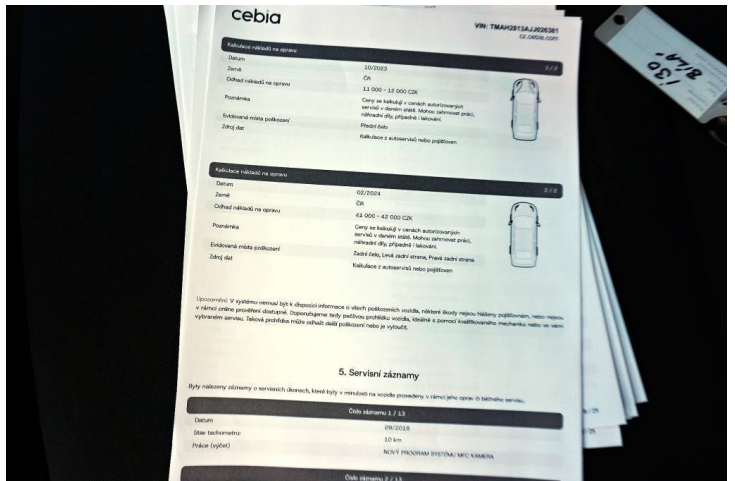 cebia
VIN: TMAH2813AJJ026361
cz.cebia.com
i30
BÍLÁ
Kalkulace nákladů na opravu 1 / 2
Datum 10/2023
Země ČR
Odhad nákladů na opravu 11 000 - 12 000 CZK
Poznámka Ceny se kalkulují v cenách autorizovaných
servisů v daném státě. Mohou zahrnovat práci,
náhradní díly, případně i lakování.
Evidovaná místa poškození Přední čelo
Zdroj dat Kalkulace z autoservisů nebo pojišťoven
Kalkulace nákladů na opravu 2 / 2
Datum 02/2024
Země ČR
Odhad nákladů na opravu 41 000 - 42 000 CZK
Poznámka Ceny se kalkulují v cenách autorizovaných
servisů v daném státě. Mohou zahrnovat práci,
náhradní díly, případně i lakování.
Evidovaná místa poškození Zadní čelo, Levá zadní strana, Pravá zadní strana
Zdroj dat Kalkulace z autoservisů nebo pojišťoven
Upozornění: V systému nemusí být k dispozici informace o všech poškozeních vozidla, některé škody nejsou hlášeny pojišťovnám, nebo nejsou
v rámci online prověření dostupné. Doporučujeme tedy pečlivou prohlídku vozidla, ideálně s pomocí kvalifikovaného mechanika nebo ve vámi
vybraném servisu. Taková prohlídka může odhalit další poškození nebo je vyloučit.
5. Servisní záznamy
Byly nalezeny záznamy o servisních úkonech, které byly v minulosti na vozidle provedeny v rámci jeho oprav či běžného servisu.
Číslo záznamu 1 / 13
Datum 09/2018
Stav tachometru: 10 km
Práce (výčet) NOVÝ PROGRAM SYSTÉMU MFC KAMERA
Číslo záznamu 2 / 13
/ 25
/ 25